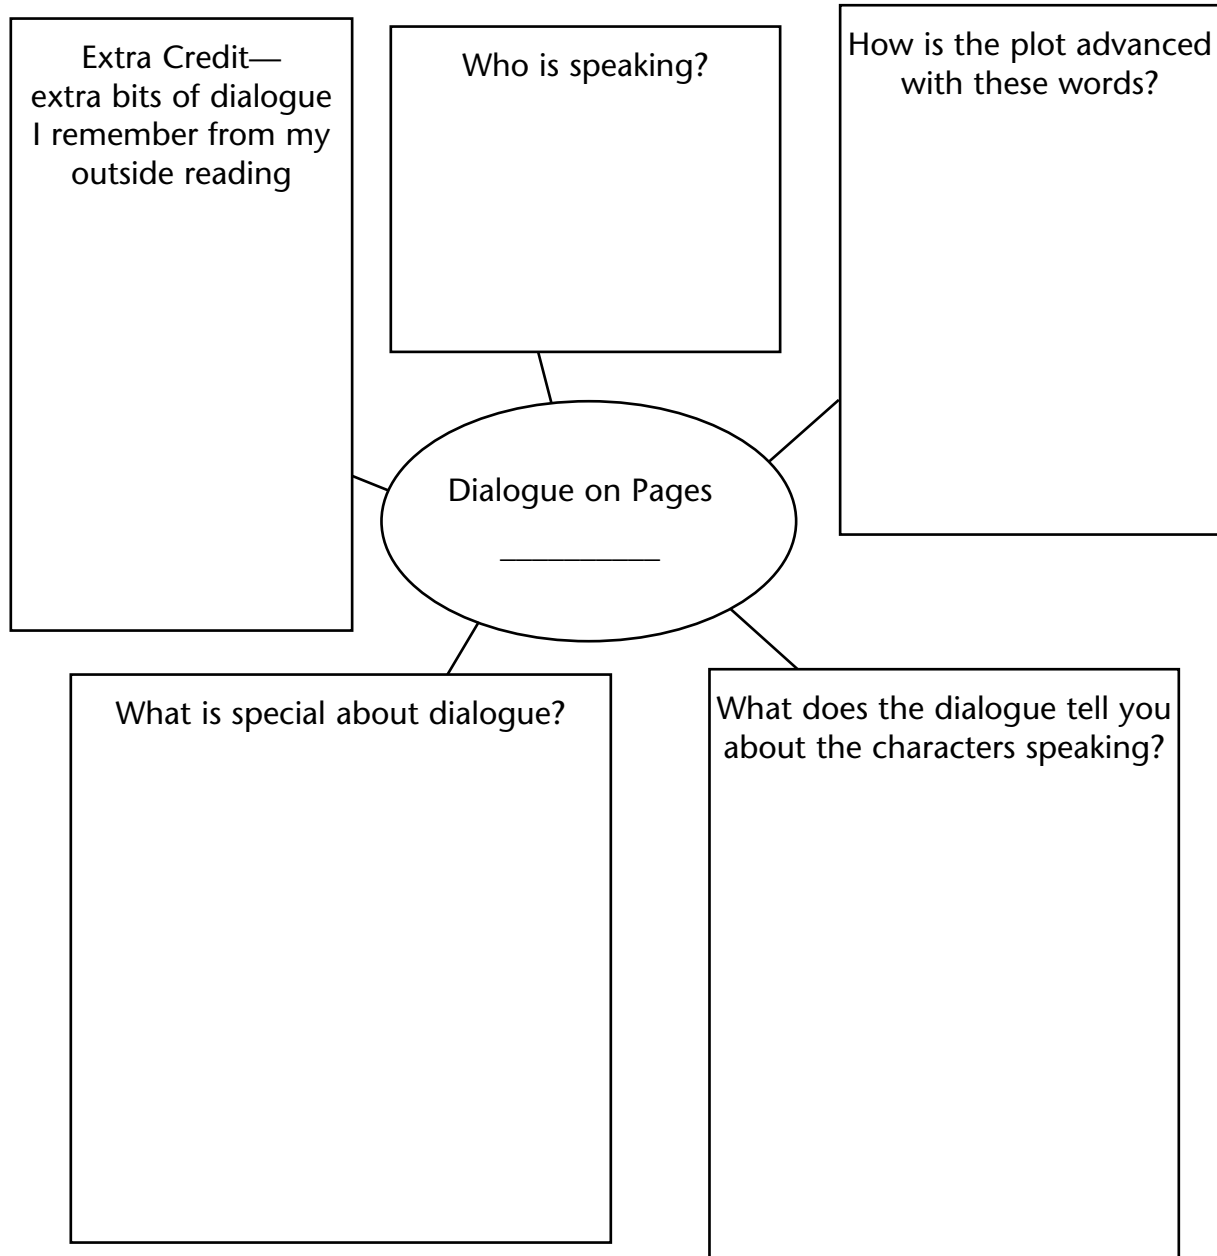 Extra Credit—
extra bits of dialogue
I remember from my
outside reading
Who is speaking?
How is the plot advanced
with these words?
Dialogue on Pages
__________
What is special about dialogue?
What does the dialogue tell you
about the characters speaking?